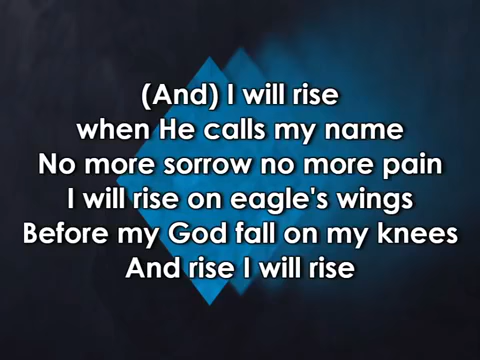 (And) I will rise
when He calls my name
No more sorrow no more pain
I will rise on eagle's wings
Before my God fall on my knees
And rise I will rise